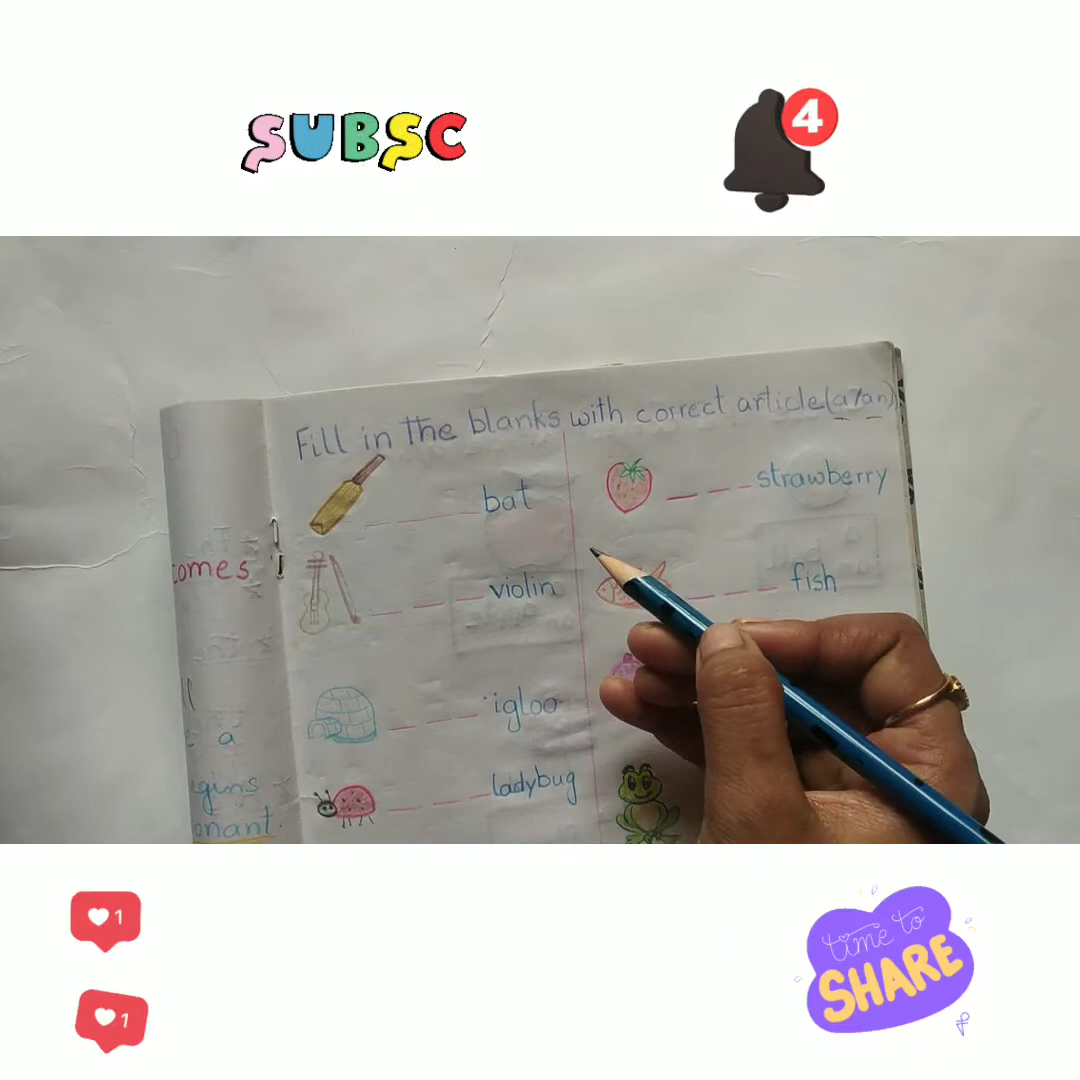 SUBSC
4
Fill in the blanks with correct article (a/an)
bat
strawberry
comes
violin
fish
igloo
a
ladybug
onant.
1
1
time to
SHARE